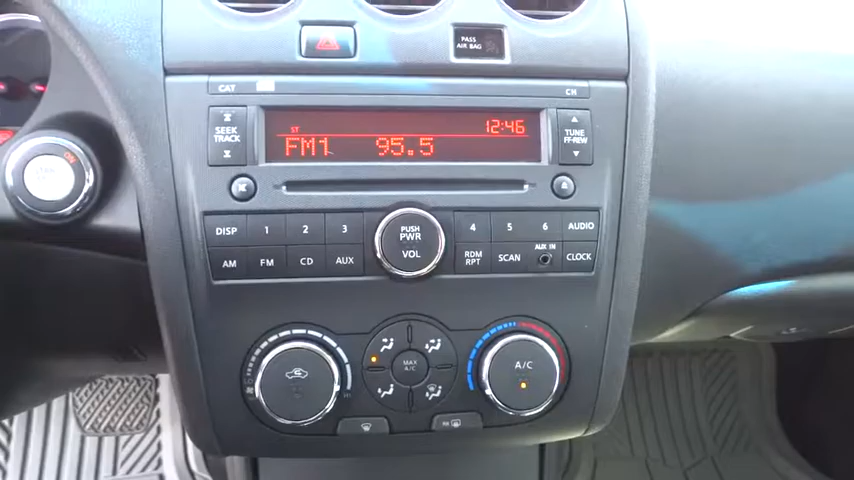 PASS
AIR BAG
CAT
CH
SEEK
TRACK
ST
12:46
FM1 95.5
TUNE
FF·REW
ON
DISP 1 2 3
PUSH
PWR
VOL
4 5 6 AUDIO
AM FM CD AUX
RDM
RPT
SCAN
AUX IN
CLOCK
MAX
A/C
A/C